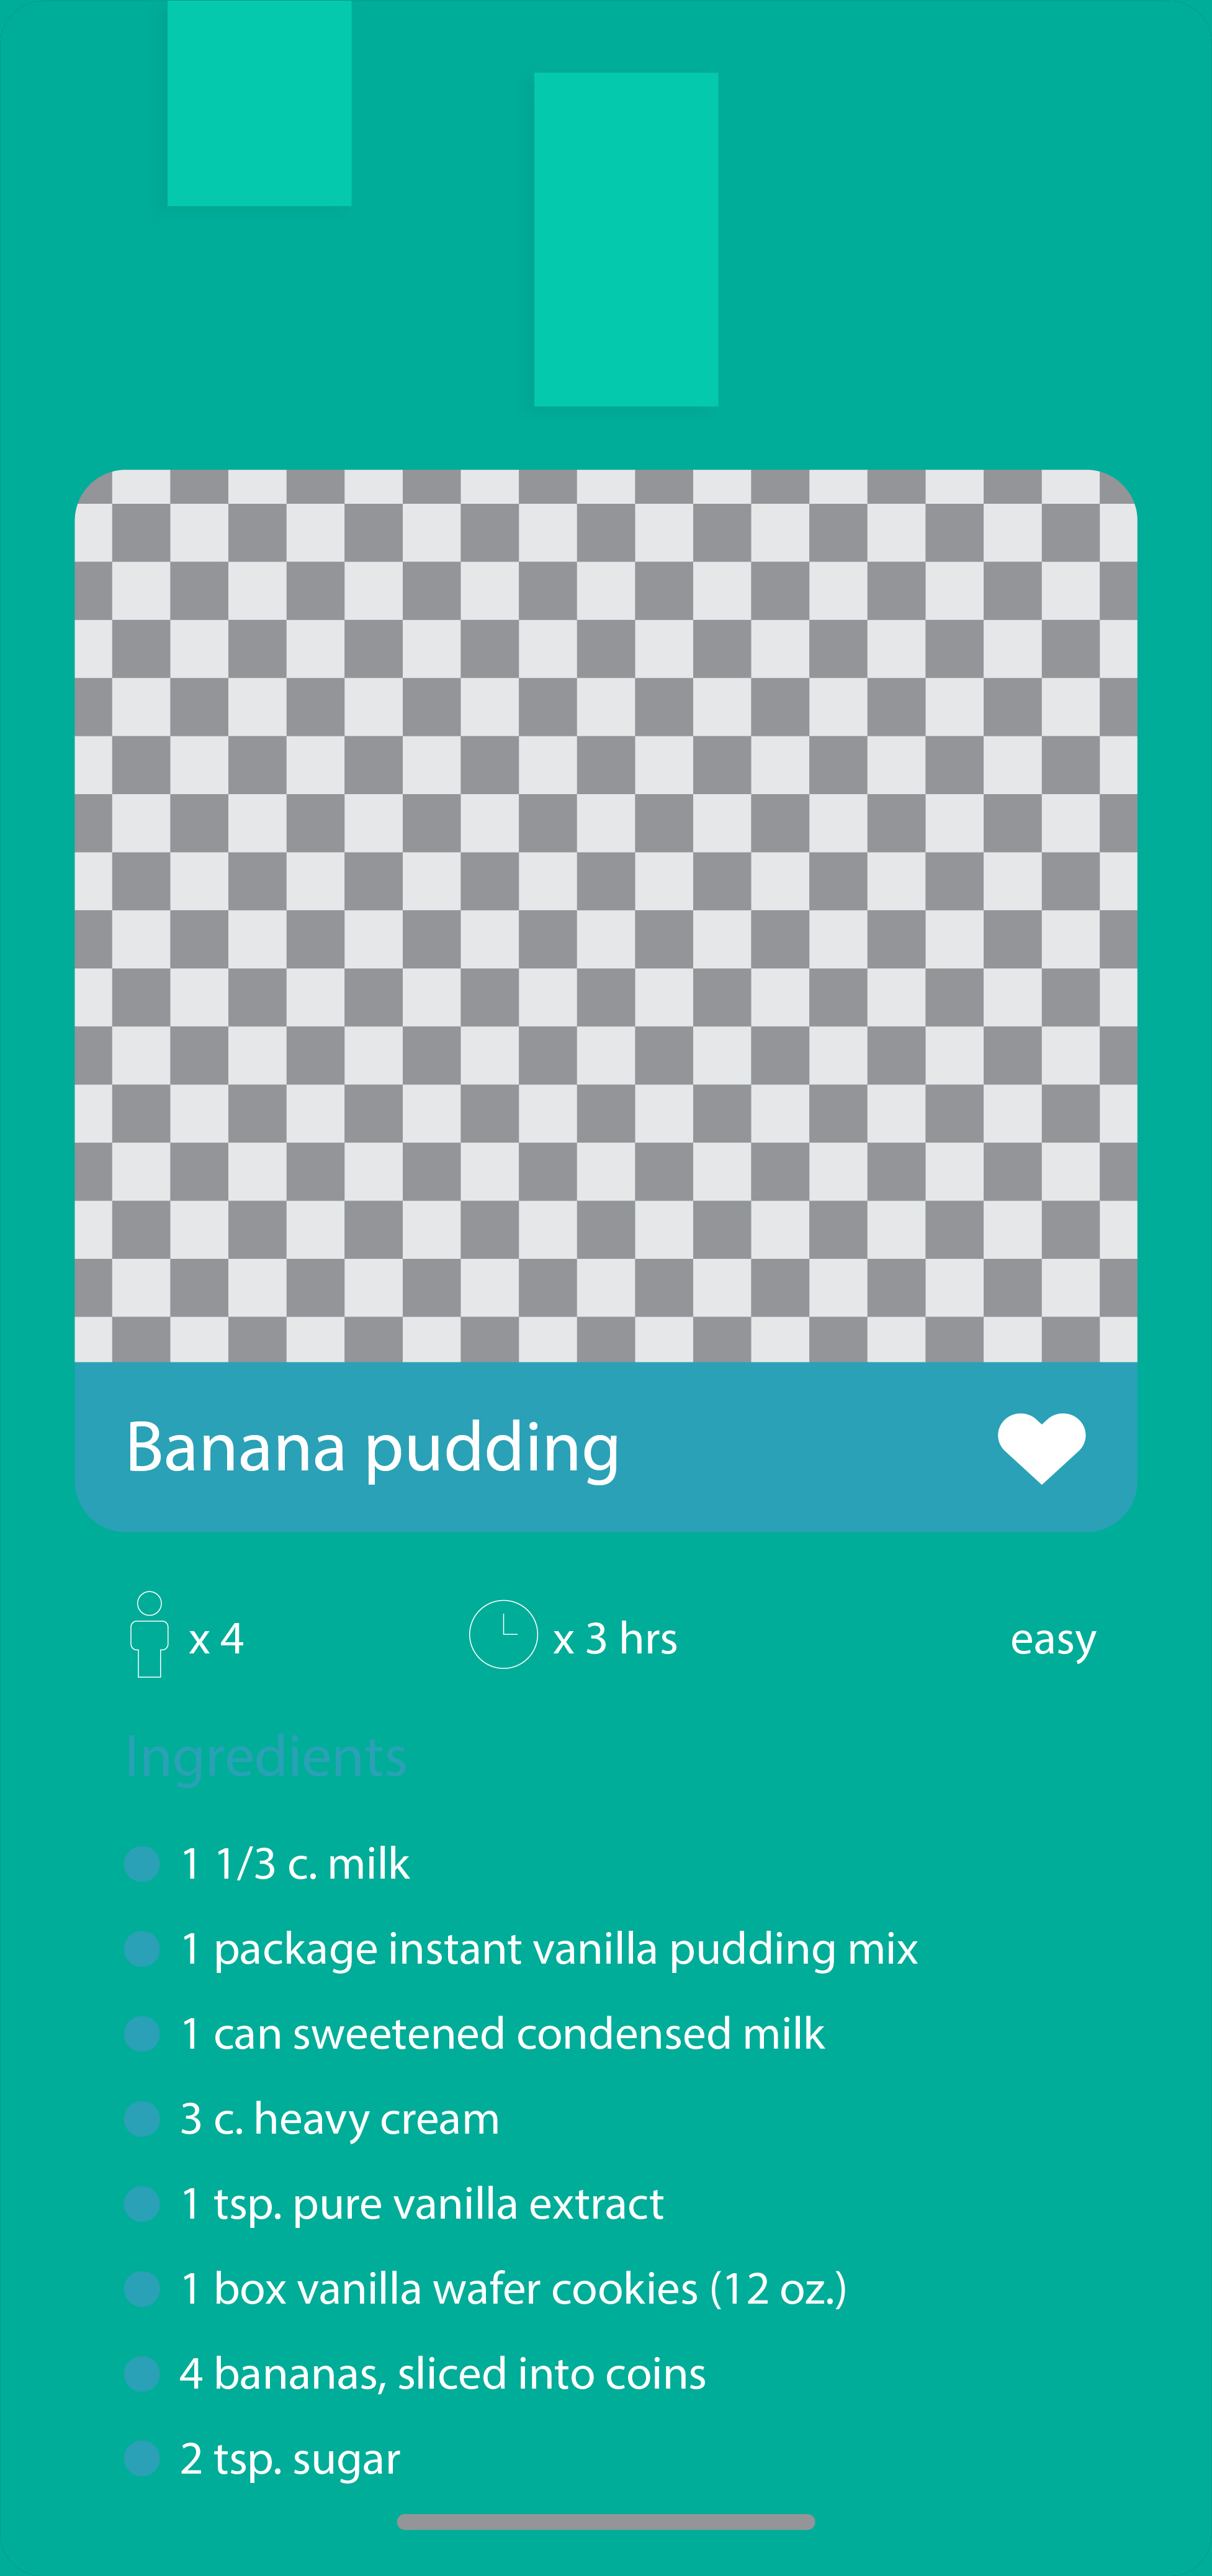 Banana pudding
x 4
x 3 hrs
easy
Ingredients
1 1/3 c. milk
1 package instant vanilla pudding mix
1 can sweetened condensed milk
3 c. heavy cream
1 tsp. pure vanilla extract
1 box vanilla wafer cookies (12 oz.)
4 bananas, sliced into coins
2 tsp. sugar